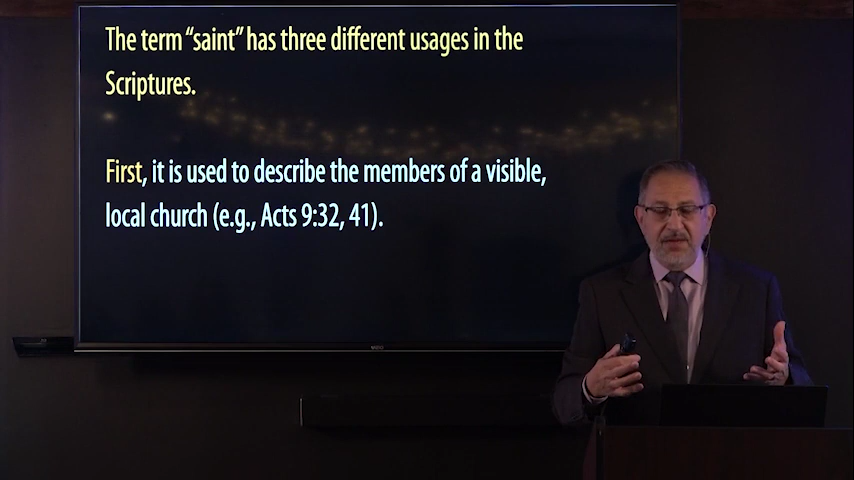 The term “saint” has three different usages in the
Scriptures.
First, it is used to describe the members of a visible,
local church (e.g., Acts 9:32, 41).